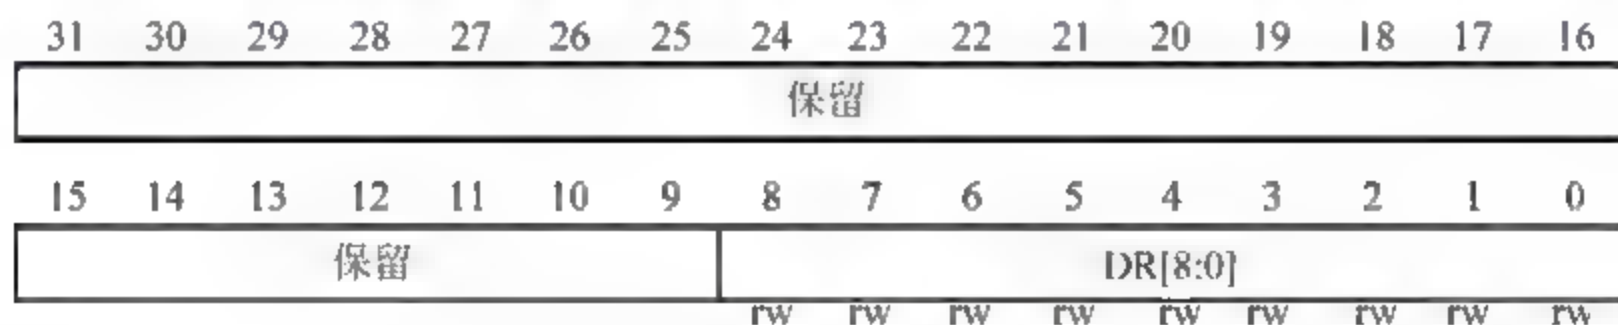 31 30 29 28 27 26 25 24 23 22 21 20 19 18 17 16
保留
15 14 13 12 11 10 9 8 7 6 5 4 3 2 1 0
保留 DR[8:0]
rw rw rw rw rw rw rw rw rw